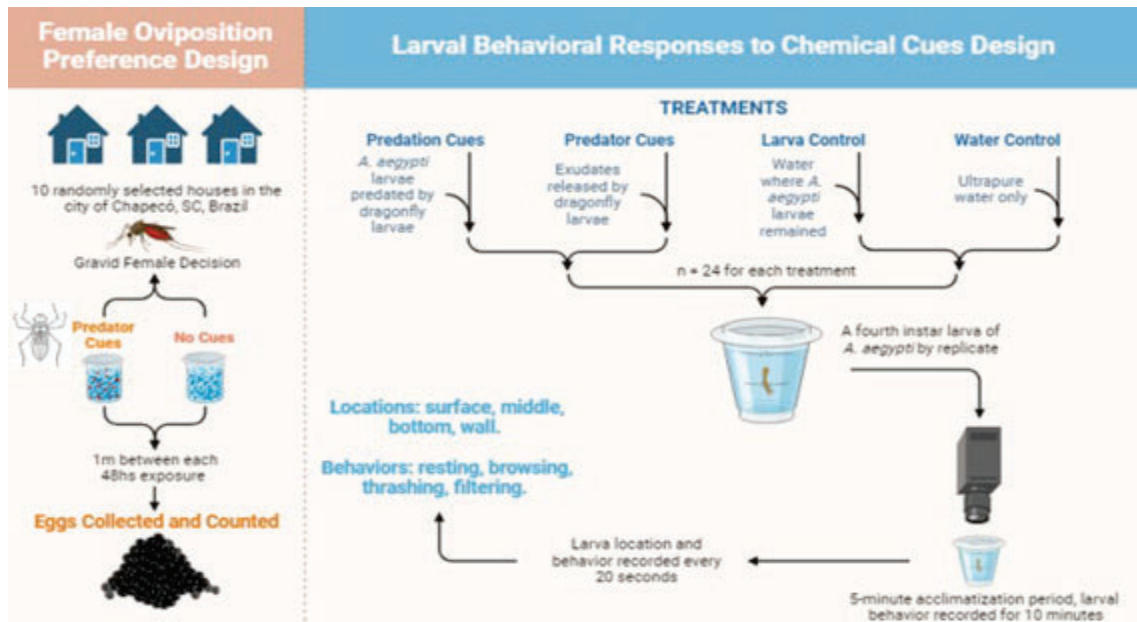 Female Oviposition
Preference Design
10 randomly selected houses in the
city of Chapecó, SC, Brazil
Gravid Female Decision
Predator
Cues
No Cues
1m between each
48hs exposure
Eggs Collected and Counted
Larval Behavioral Responses to Chemical Cues Design
TREATMENTS
Predation Cues
A. aegypti
larvae
predated by
dragonfly
larvae
Predator Cues
Exudates
released by
dragonfly
larvae
Larva Control
Water
where A.
aegypti
larvae
remained
Water Control
Ultrapure
water only
n = 24 for each treatment
A fourth instar larva of
A. aegypti by replicate
Locations: surface, middle,
bottom, wall.
Behaviors: resting, browsing,
thrashing, filtering.
Larva location and
behavior recorded every
20 seconds
5-minute acclimatization period, larval
behavior recorded for 10 minutes